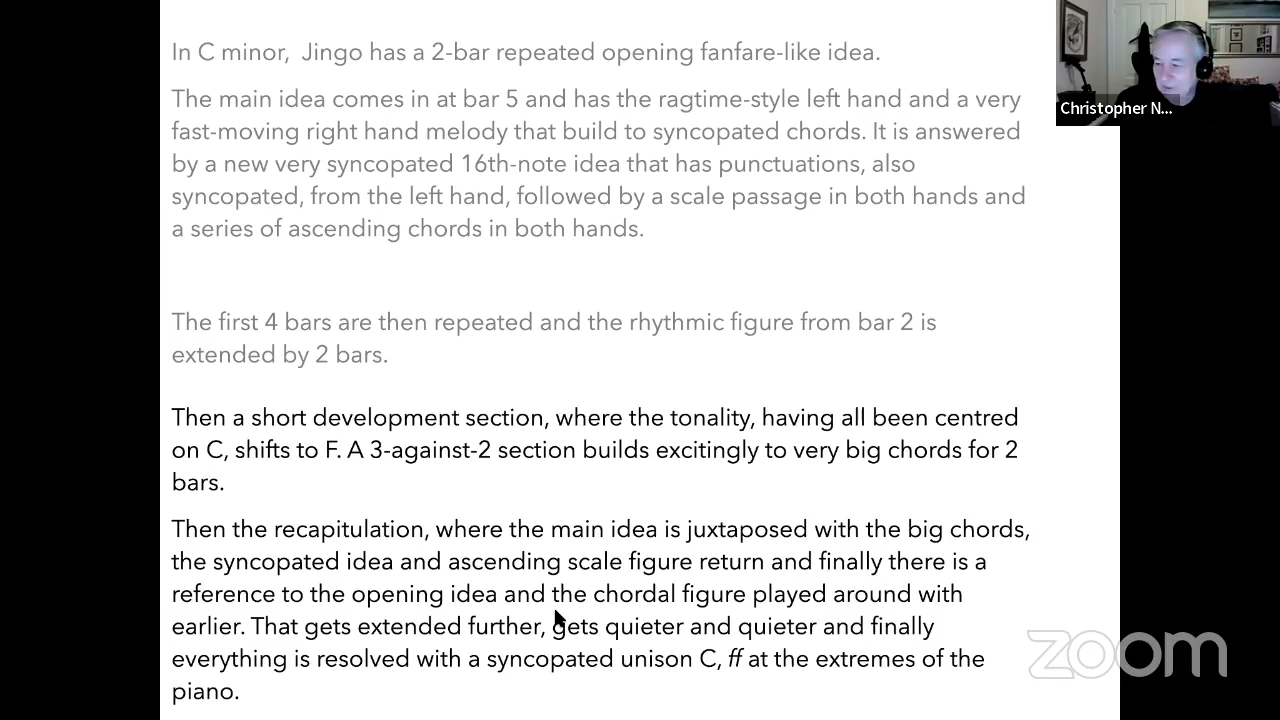 In C minor,  Jingo has a 2-bar repeated opening fanfare-like idea.
The main idea comes in at bar 5 and has the ragtime-style left hand and a very
fast-moving right hand melody that build to syncopated chords. It is answered
by a new very syncopated 16th-note idea that has punctuations, also
syncopated, from the left hand, followed by a scale passage in both hands and
a series of ascending chords in both hands.
The first 4 bars are then repeated and the rhythmic figure from bar 2 is
extended by 2 bars.
Then a short development section, where the tonality, having all been centred
on C, shifts to F. A 3-against-2 section builds excitingly to very big chords for 2
bars.
Then the recapitulation, where the main idea is juxtaposed with the big chords,
the syncopated idea and ascending scale figure return and finally there is a
reference to the opening idea and the chordal figure played around with
earlier. That gets extended further, gets quieter and quieter and finally
everything is resolved with a syncopated unison C, ff at the extremes of the
piano.
Christopher N...
zoom